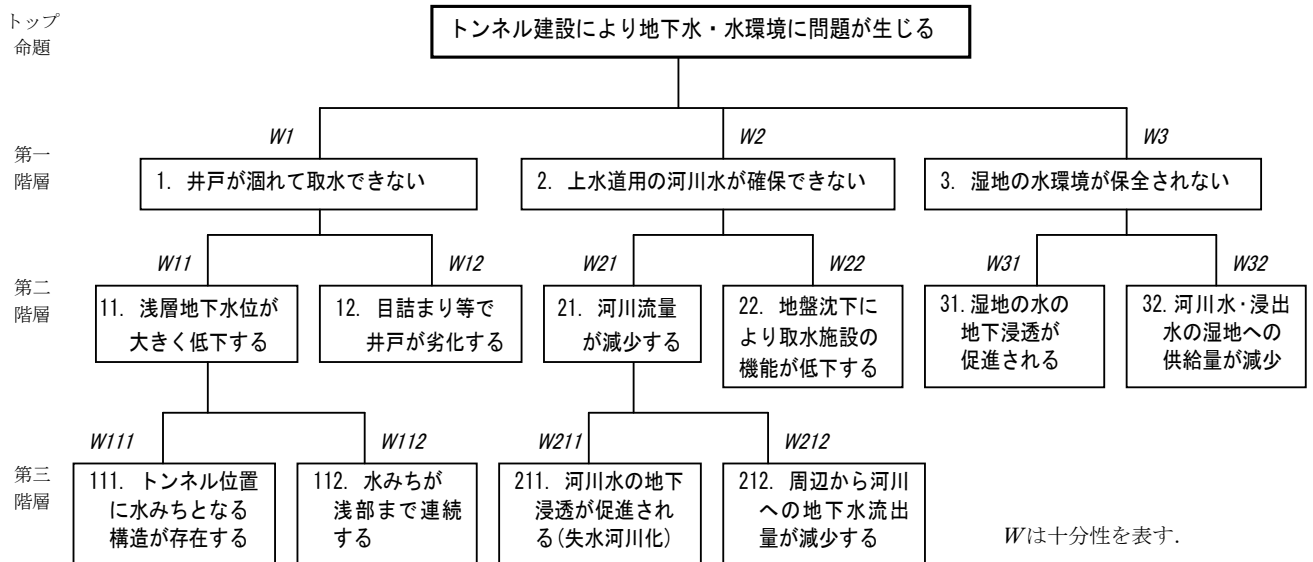 トップ
命題
トンネル建設により地下水・水環境に問題が生じる
第一
階層
W1
W2
W3
1. 井戸が涸れて取水できない
2. 上水道用の河川水が確保できない
3. 湿地の水環境が保全されない
第二
階層
W11
W12
W21
W22
W31
W32
11. 浅層地下水位が
大きく低下する
12. 目詰まり等で
井戸が劣化する
21. 河川流量
が減少する
22. 地盤沈下に
より取水施設の
機能が低下する
31. 湿地の水の
地下浸透が
促進される
32. 河川水・浸出
水の湿地への
供給量が減少
第三
階層
W111
W112
W211
W212
111. トンネル位置
に水みちとなる
構造が存在する
112. 水みちが
浅部まで連続
する
211. 河川水の地下
浸透が促進され
る(失水河川化)
212. 周辺から河川
への地下水流出
量が減少する
Wは十分性を表す.